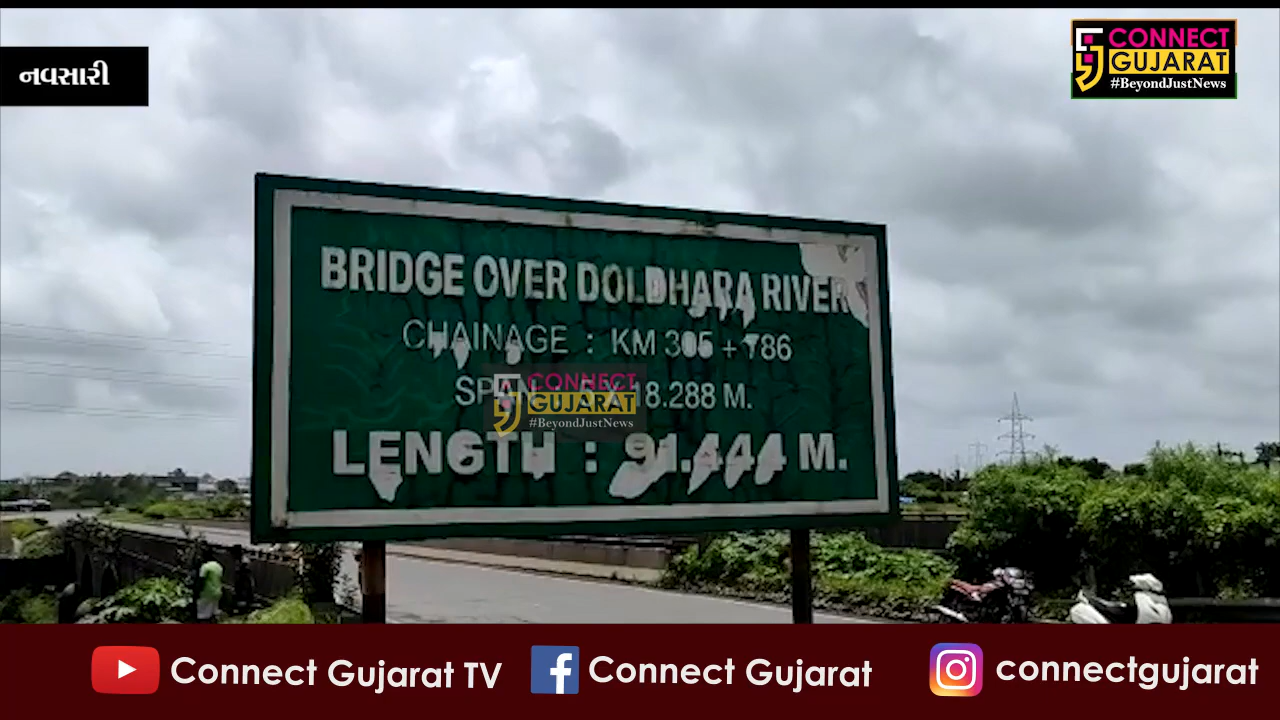 નવસારી
CONNECT
GUJARAT
#BeyondJustNews
BRIDGE OVER DOLDHARA RIVER
CHAINAGE : KM 305 + 786
SPAN : 5 X 18.288 M.
CONNECT
GUJARAT
#BeyondJustNews
LENGTH : 91.444 M.
Connect Gujarat TV
Connect Gujarat
connectgujarat